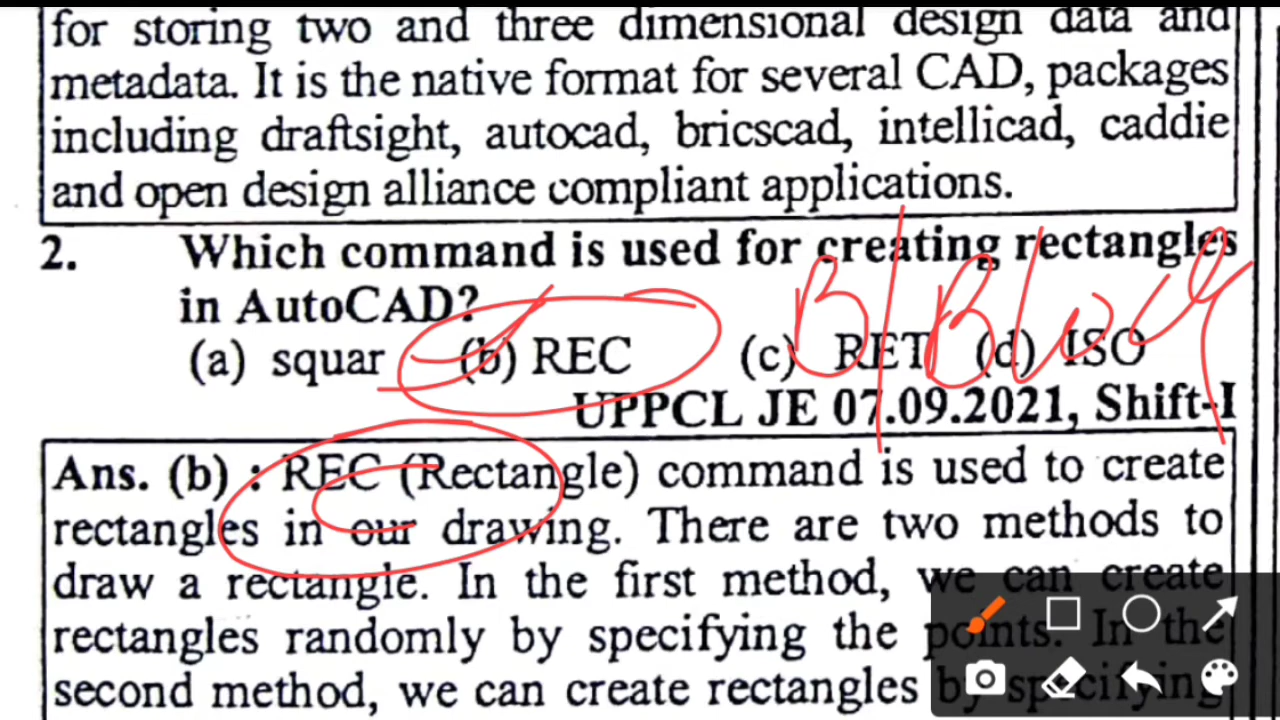 for storing two and three dimensional design data and
metadata. It is the native format for several CAD, packages
including draftsight, autocad, bricscad, intellicad, caddie
and open design alliance compliant applications.
2. Which command is used for creating rectangles
in AutoCAD?
(a) squar (b) REC (c) RET (d) ISO
B/Block
UPPCL JE 07.09.2021, Shift-I
Ans. (b) : REC (Rectangle) command is used to create
rectangles in our drawing. There are two methods to
draw a rectangle. In the first method, we can create
rectangles randomly by specifying the points. In the
second method, we can create rectangles by specifying